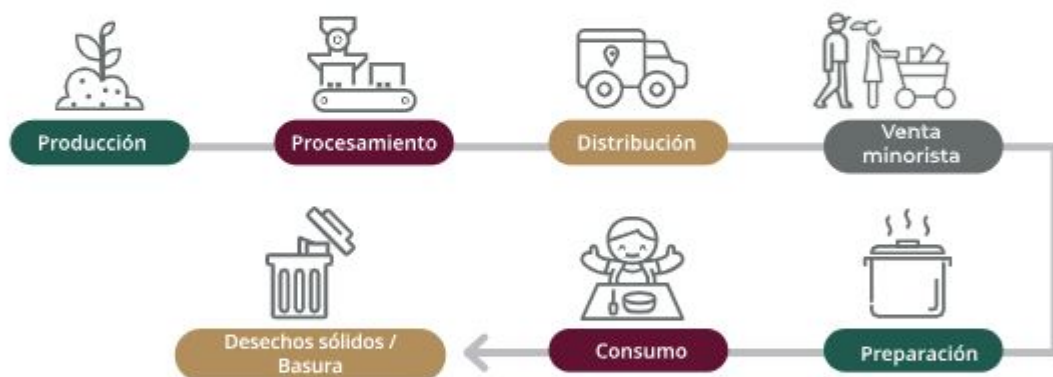 Producción
Procesamiento
Distribución
Venta
minorista
Desechos sólidos /
Basura
Consumo
Preparación